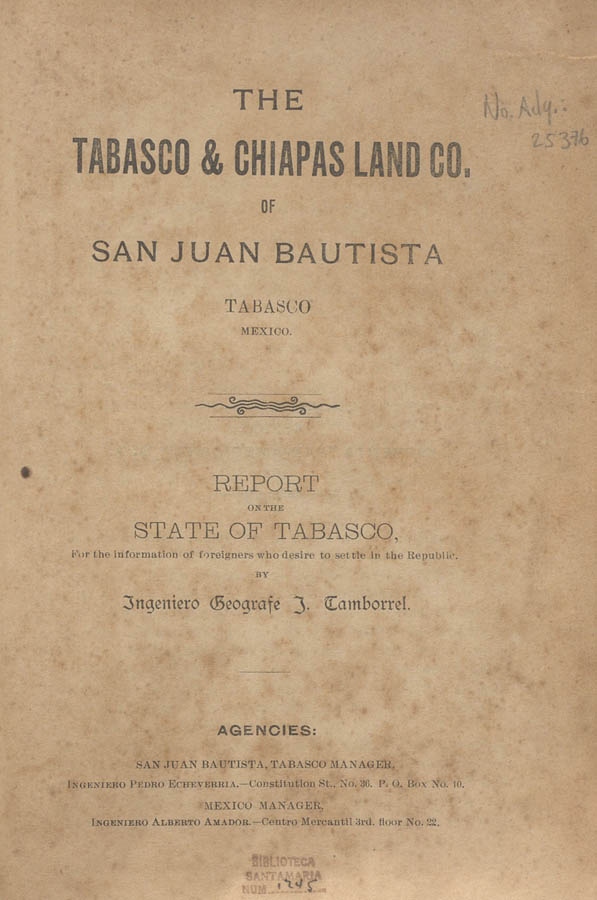 No. Adq.:
25376
THE
TABASCO & CHIAPAS LAND CO.
OF
SAN JUAN BAUTISTA
TABASCO
MEXICO.
REPORT
ON THE
STATE OF TABASCO,
For the information of foreigners who desire to settle in the Republic.
BY
Ingeniero Geografe J. Tamborrel.
AGENCIES:
SAN JUAN BAUTISTA, TABASCO MANAGER,
INGENIERO PEDRO ECHEVERRIA.—Constitution St., No. 36. P. O. Box No. 10.
MEXICO MANAGER,
INGENIERO ALBERTO AMADOR.—Centro Mercantil 3rd. floor No. 22.
BIBLIOTECA
SANTAMARIA
NUM. 1245